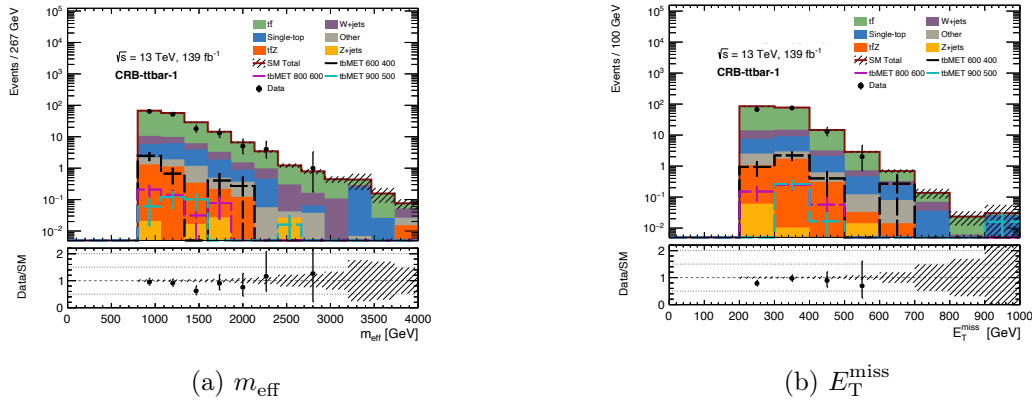 Events / 267 GeV
10⁵
10⁴
10³
10²
10
1
10⁻¹
10⁻²
√s = 13 TeV, 139 fb⁻¹
CRB-ttbar-1
tt̄
W+jets
Single-top
Other
tt̄Z
Z+jets
SM Total
tbMET 600 400
tbMET 800 600
tbMET 900 500
Data
Data/SM
2
1
0
0 500 1000 1500 2000 2500 3000 3500 4000
m_eff [GeV]
(a) m_eff
Events / 100 GeV
10⁵
10⁴
10³
10²
10
1
10⁻¹
10⁻²
√s = 13 TeV, 139 fb⁻¹
CRB-ttbar-1
tt̄
W+jets
Single-top
Other
tt̄Z
Z+jets
SM Total
tbMET 600 400
tbMET 800 600
tbMET 900 500
Data
Data/SM
2
1
0
0 100 200 300 400 500 600 700 800 900 1000
E_T^miss [GeV]
(b) E_T^miss